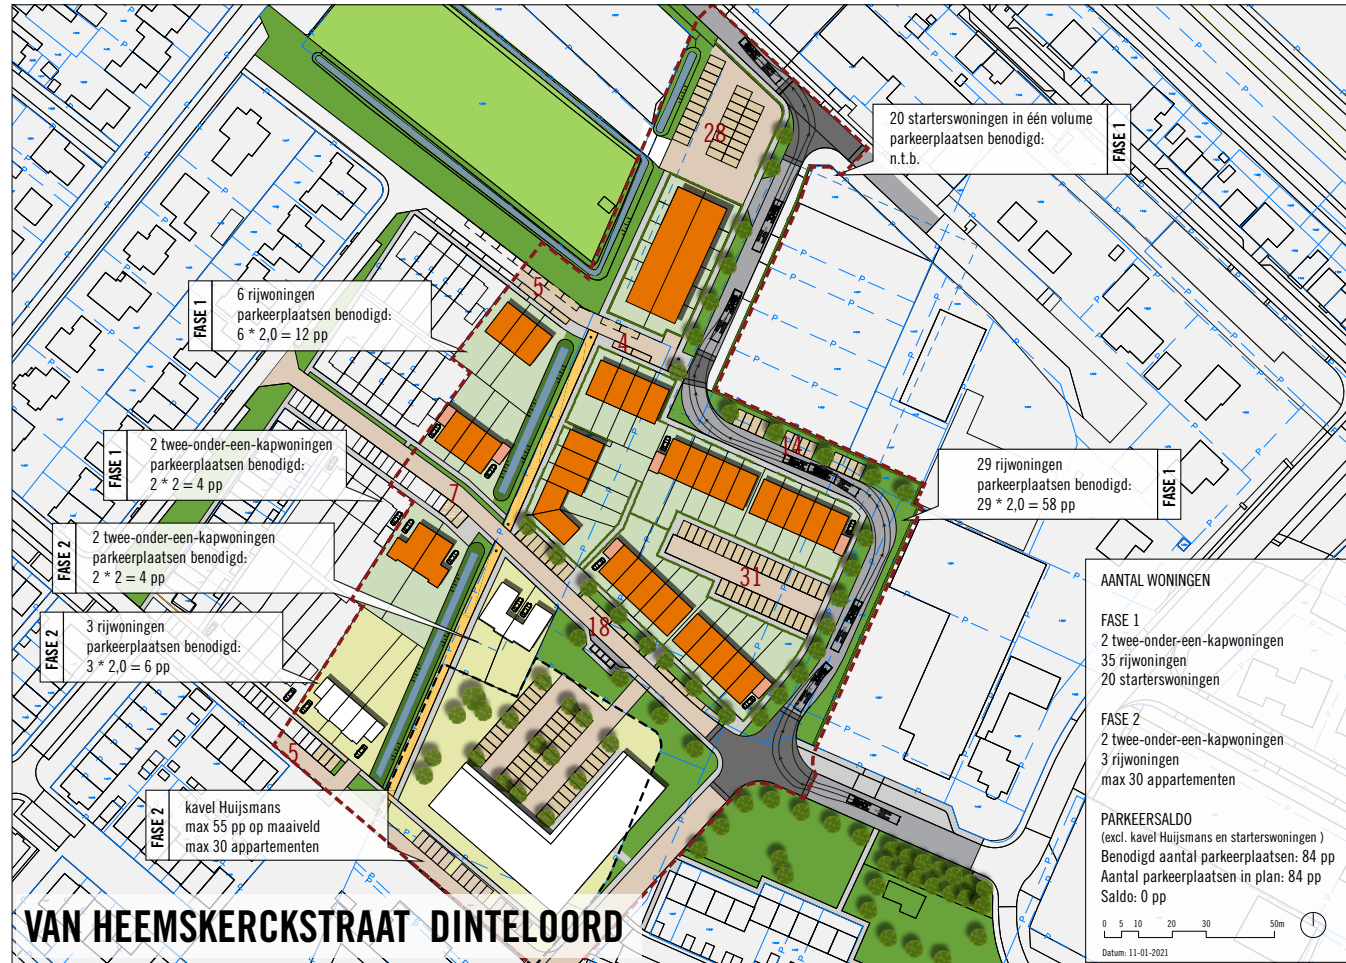 28
20 starterswoningen in één volume
parkeerplaatsen benodigd:
n.t.b.
FASE 1
5
FASE 1
6 rijwoningen
parkeerplaatsen benodigd:
6 * 2,0 = 12 pp
4
FASE 1
2 twee-onder-een-kapwoningen
parkeerplaatsen benodigd:
2 * 2 = 4 pp
14
29 rijwoningen
parkeerplaatsen benodigd:
29 * 2,0 = 58 pp
FASE 1
7
FASE 2
2 twee-onder-een-kapwoningen
parkeerplaatsen benodigd:
2 * 2 = 4 pp
31
18
FASE 2
3 rijwoningen
parkeerplaatsen benodigd:
3 * 2,0 = 6 pp
5
FASE 2
kavel Huijsmans
max 55 pp op maaiveld
max 30 appartementen
AANTAL WONINGEN
FASE 1
2 twee-onder-een-kapwoningen
35 rijwoningen
20 starterswoningen
FASE 2
2 twee-onder-een-kapwoningen
3 rijwoningen
max 30 appartementen
PARKEERSALDO
(excl. kavel Huijsmans en starterswoningen )
Benodigd aantal parkeerplaatsen: 84 pp
Aantal parkeerplaatsen in plan: 84 pp
Saldo: 0 pp
0 5 10 20 30 50m
Datum: 11-01-2021
VAN HEEMSKERCKSTRAAT DINTELOORD